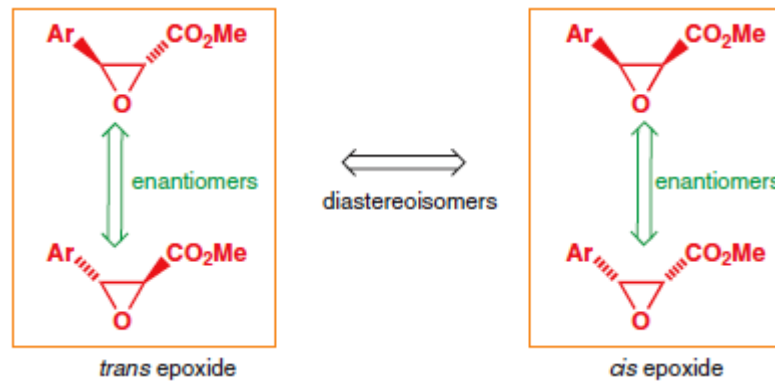 Ar CO₂Me Ar CO₂Me
O O
enantiomers enantiomers
diastereoisomers
Ar CO₂Me Ar CO₂Me
O O
trans epoxide cis epoxide